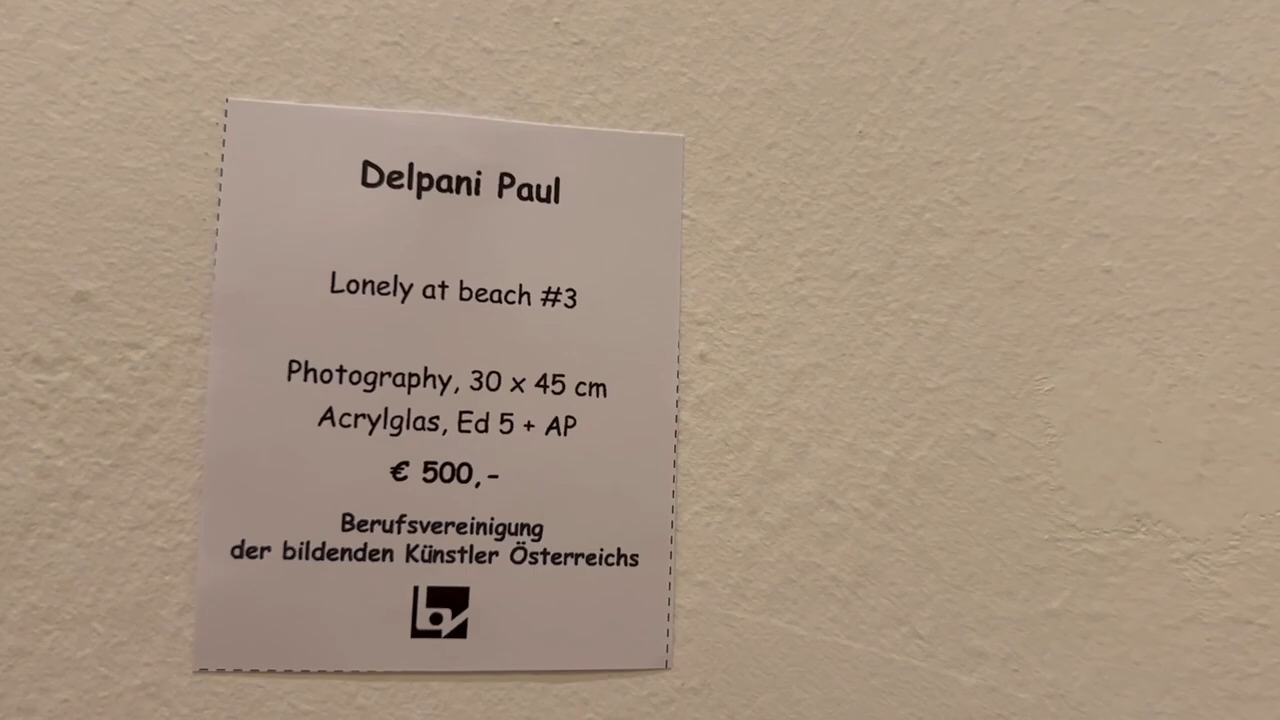 Delpani Paul
Lonely at beach #3
Photography, 30 x 45 cm
Acrylglas, Ed 5 + AP
€ 500,-
Berufsvereinigung
der bildenden Künstler Österreichs
bv